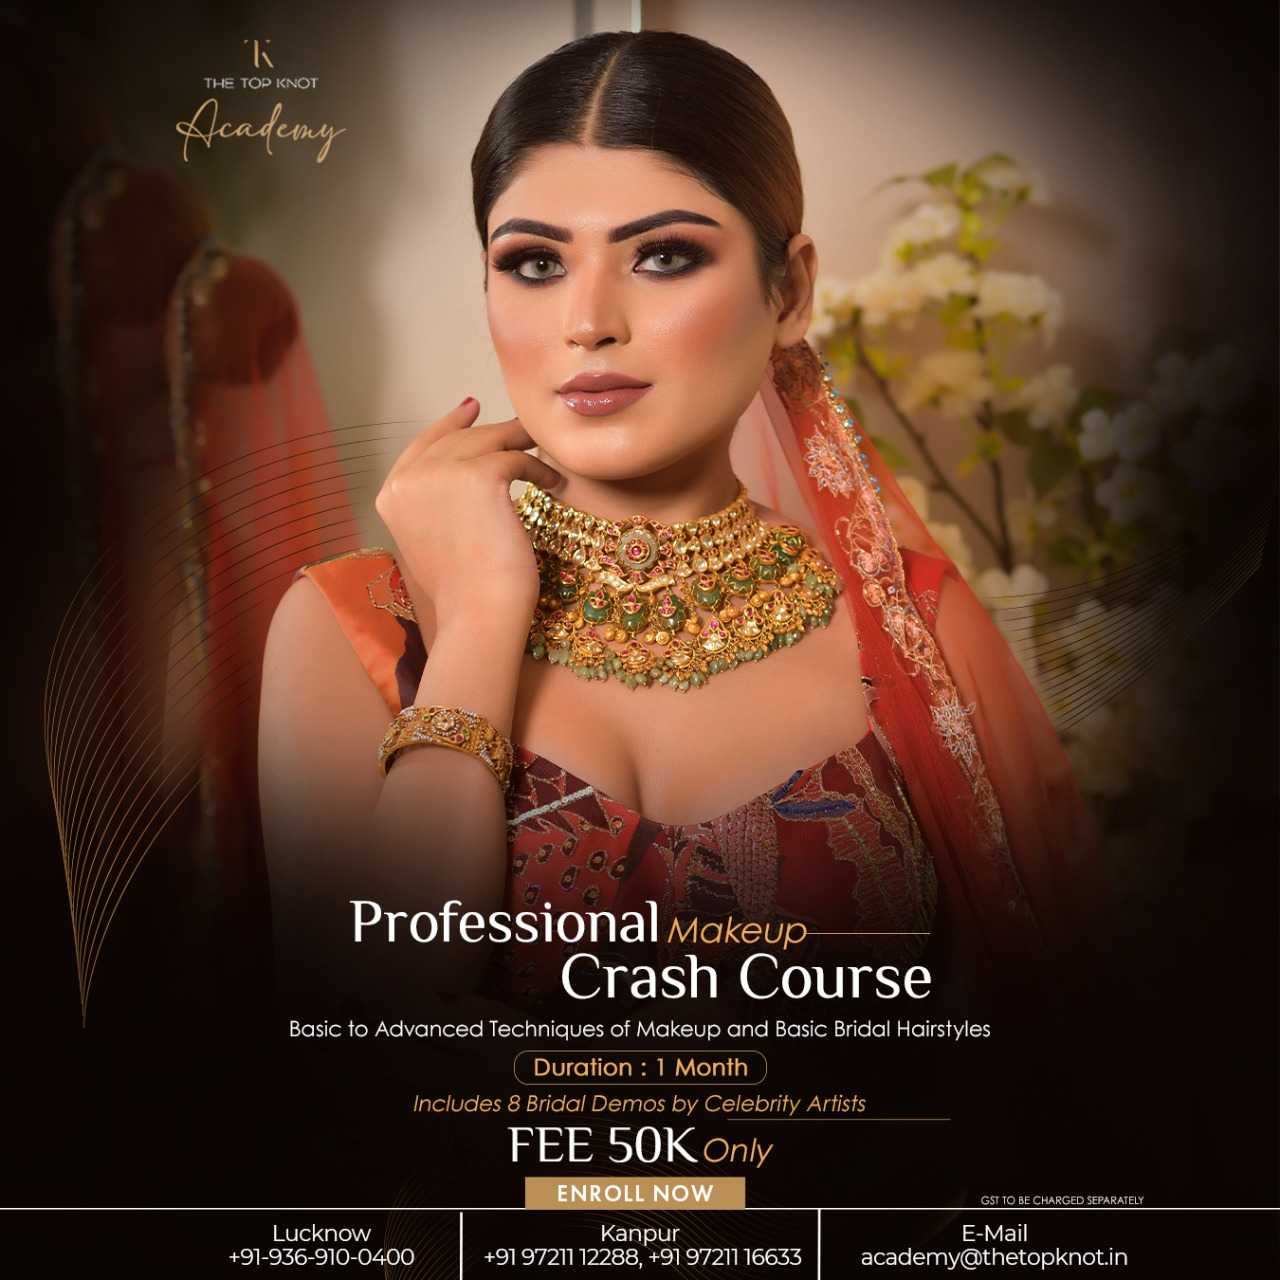 TK
THE TOP KNOT
Academy
Professional Makeup
Crash Course
Basic to Advanced Techniques of Makeup and Basic Bridal Hairstyles
Duration : 1 Month
Includes 8 Bridal Demos by Celebrity Artists
FEE 50K Only
ENROLL NOW
GST TO BE CHARGED SEPARATELY
Lucknow
+91-936-910-0400
Kanpur
+91 97211 12288, +91 97211 16633
E-Mail
academy@thetopknot.in